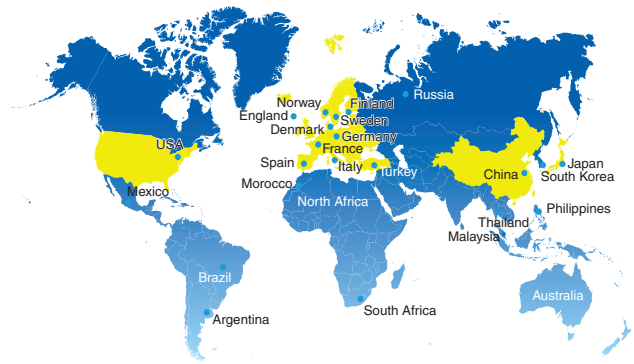 Russia
Norway
Finland
England
Sweden
Denmark
Germany
USA
France
Spain
Italy
Turkey
China
Japan
South Korea
Morocco
Mexico
North Africa
Philippines
Thailand
Malaysia
Brazil
Australia
South Africa
Argentina